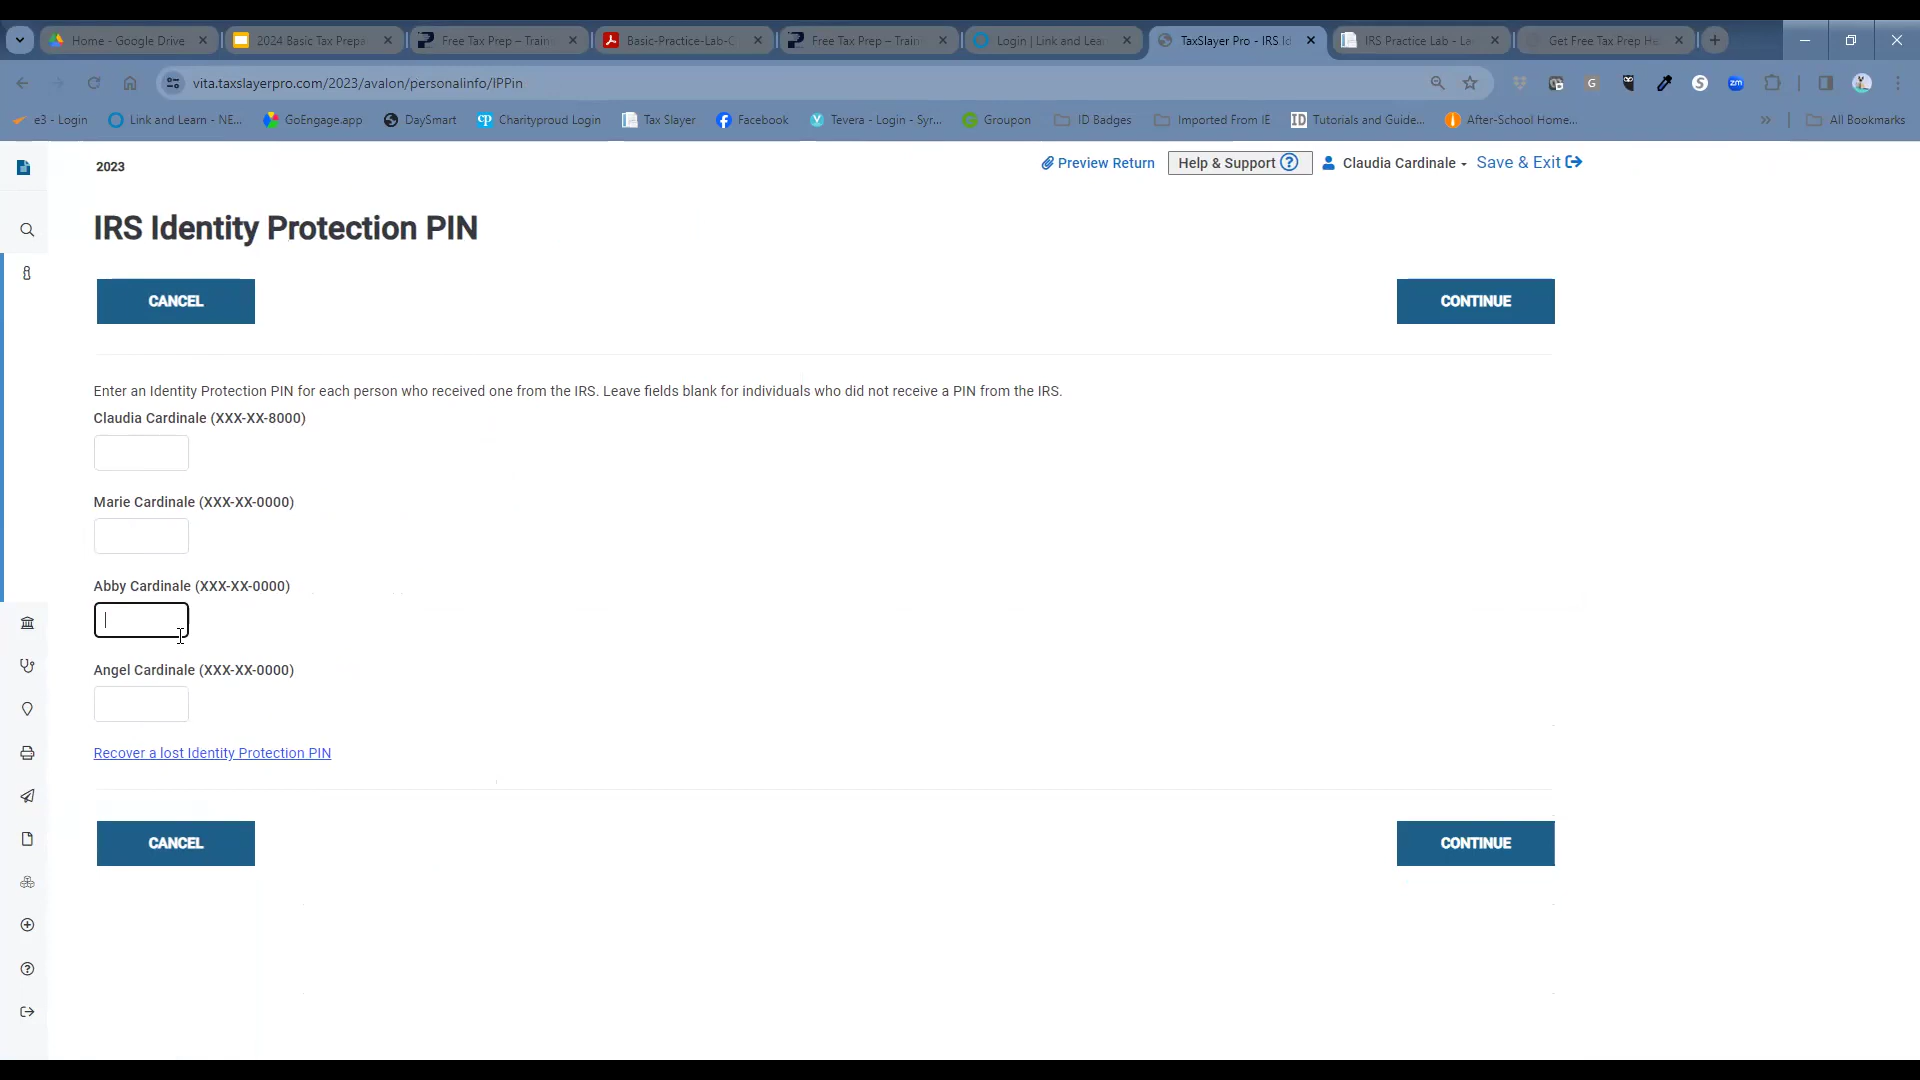 Home - Google Drive
2024 Basic Tax Prepa
Free Tax Prep – Train
Basic-Practice-Lab-C
Free Tax Prep – Train
Login | Link and Lea
TaxSlayer Pro - IRS Id
IRS Practice Lab - Le
Get Free Tax Prep He
vita.taxslayerpro.com/2023/avalon/personalinfo/IPPin
e3 - Login
Link and Learn - NE...
GoEngage.app
DaySmart
Charityproud Login
Tax Slayer
Facebook
Tevera - Login - Syr...
Groupon
ID Badges
Imported From IE
Tutorials and Guide...
After-School Home...
All Bookmarks
2023
Preview Return
Help & Support
Claudia Cardinale
Save & Exit
IRS Identity Protection PIN
CANCEL
CONTINUE
Enter an Identity Protection PIN for each person who received one from the IRS. Leave fields blank for individuals who did not receive a PIN from the IRS.
Claudia Cardinale (XXX-XX-8000)
Marie Cardinale (XXX-XX-0000)
Abby Cardinale (XXX-XX-0000)
Angel Cardinale (XXX-XX-0000)
Recover a lost Identity Protection PIN
CANCEL
CONTINUE